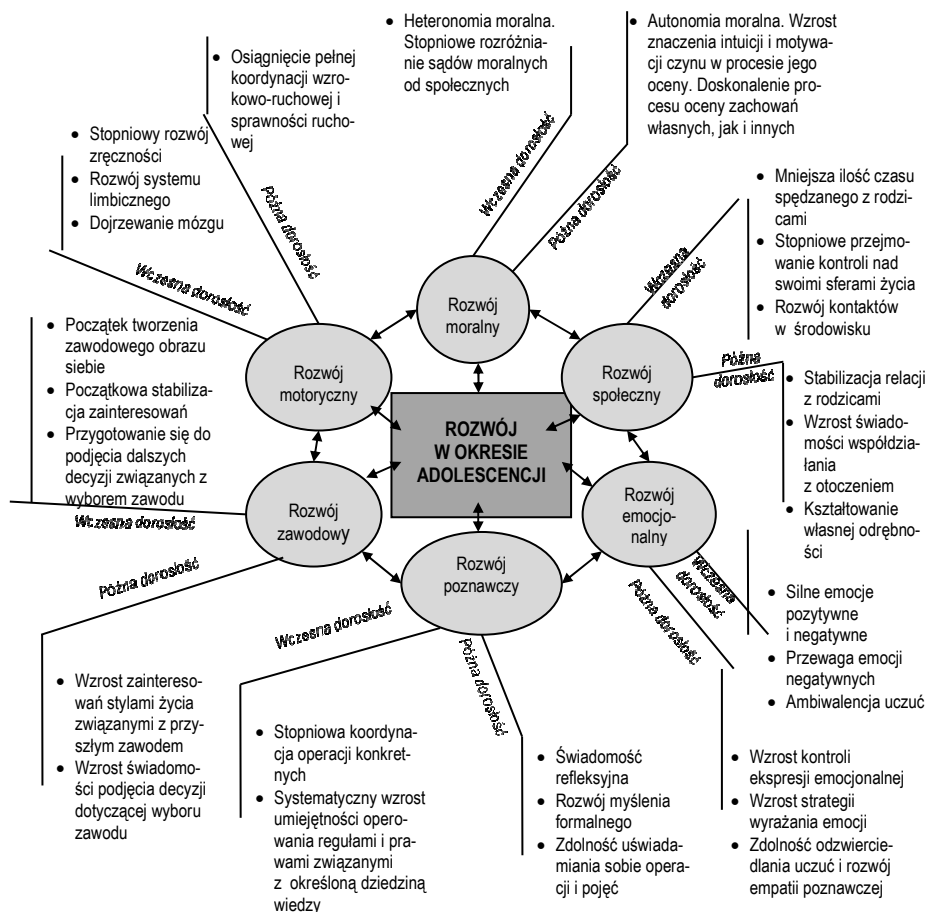 • Heteronomia moralna.
Stopniowe rozróżnia-
nie sądów moralnych
od społecznych
• Autonomia moralna. Wzrost
znaczenia intuicji i motywa-
cji czynu w procesie jego
oceny. Doskonalenie pro-
cesu oceny zachowań
własnych, jak i innych
• Osiągnięcie pełnej
koordynacji wzro-
kowo-ruchowej i
sprawności rucho-
wej
• Stopniowy rozwój
zręczności
• Rozwój systemu
limbicznego
• Dojrzewanie mózgu
Wczesna dorosłość
Późna dorosłość
Wczesna dorosłość
Późna dorosłość
• Mniejsza ilość czasu
spędzanego z rodzi-
cami
• Stopniowe przejmo-
wanie kontroli nad
swoimi sferami życia
• Rozwój kontaktów
w środowisku
Wczesna
dorosłość
Rozwój
moralny
Rozwój
motoryczny
Rozwój
społeczny
Późna
dorosłość
• Początek tworzenia
zawodowego obrazu
siebie
• Początkowa stabiliza-
cja zainteresowań
• Przygotowanie się do
podjęcia dalszych
decyzji związanych z
wyborem zawodu
Wczesna dorosłość
ROZWÓJ
W OKRESIE
ADOLESCENCJI
• Stabilizacja relacji
z rodzicami
• Wzrost świado-
mości współdzia-
łania
z otoczeniem
• Kształtowanie
własnej odrębno-
ści
Rozwój
zawodowy
Rozwój
emocjo-
nalny
Rozwój
poznawczy
Późna dorosłość
Wczesna dorosłość
Późna dorosłość
Późna dorosłość
Wczesna
dorosłość
• Silne emocje
pozytywne
i negatywne
• Przewaga emocji
negatywnych
• Ambiwalencja uczuć
• Wzrost zaintereso-
wań stylami życia
związanymi z przy-
szłym zawodem
• Wzrost świadomo-
ści podjęcia decyzji
dotyczącej wyboru
zawodu
• Stopniowa koordyna-
cja operacji konkret-
nych
• Systematyczny wzrost
umiejętności opero-
wania regułami i pra-
wami związanymi
z określoną dziedziną
wiedzy
• Świadomość
refleksyjna
• Rozwój myślenia
formalnego
• Zdolność uświada-
miania sobie opera-
cji i pojęć
• Wzrost kontroli
ekspresji emocjonalnej
• Wzrost strategii
wyrażania emocji
• Zdolność odzwiercie-
dlania uczuć i rozwój
empatii poznawczej